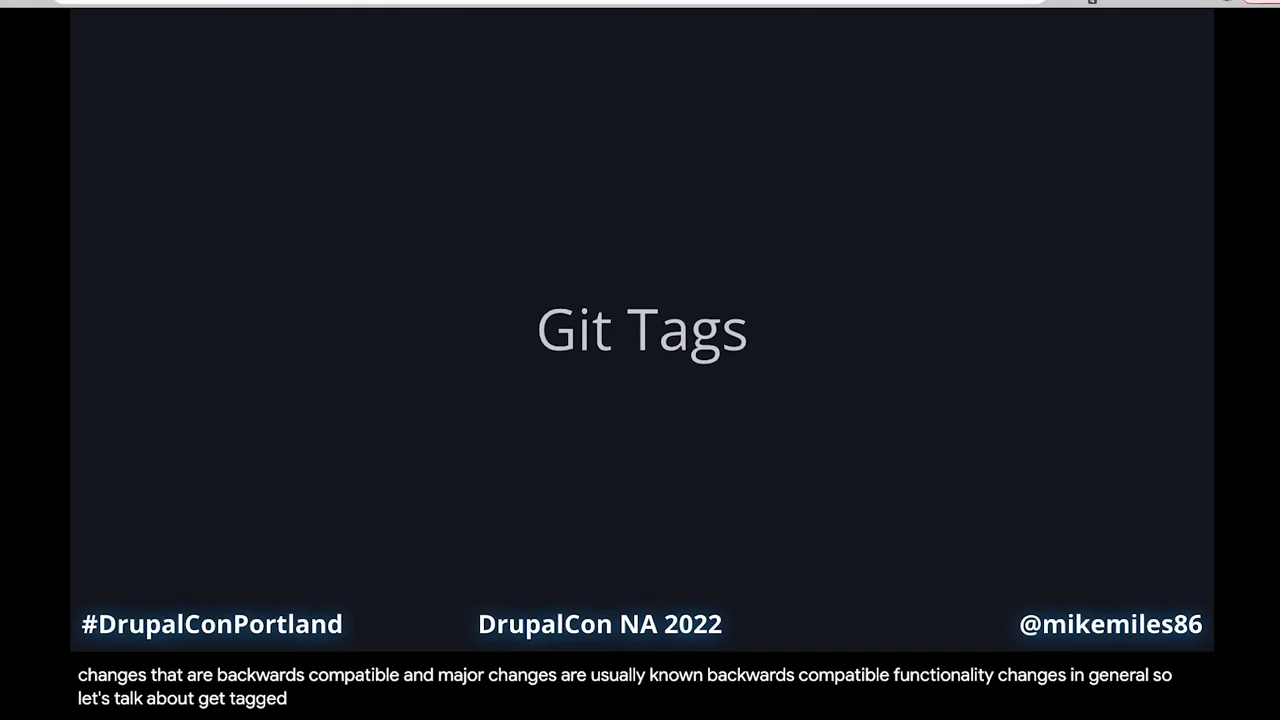 Git Tags
#DrupalConPortland DrupalCon NA 2022 @mikemiles86
changes that are backwards compatible and major changes are usually known backwards compatible functionality changes in general so
let's talk about get tagged